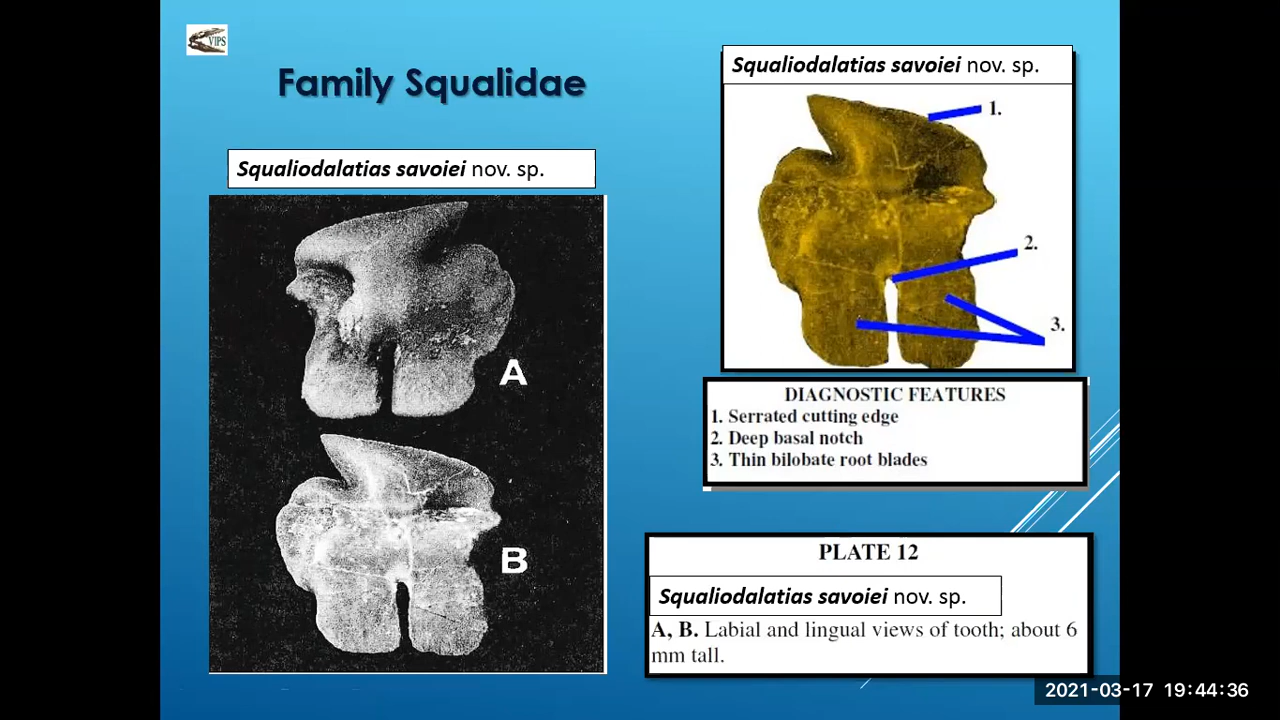 VIPS
Family Squalidae
Squaliodalatias savoiei nov. sp.
A
B
Squaliodalatias savoiei nov. sp.
1.
2.
3.
DIAGNOSTIC FEATURES
1. Serrated cutting edge
2. Deep basal notch
3. Thin bilobate root blades
PLATE 12
Squaliodalatias savoiei nov. sp.
A, B. Labial and lingual views of tooth; about 6
mm tall.
2021-03-17 19:44:36